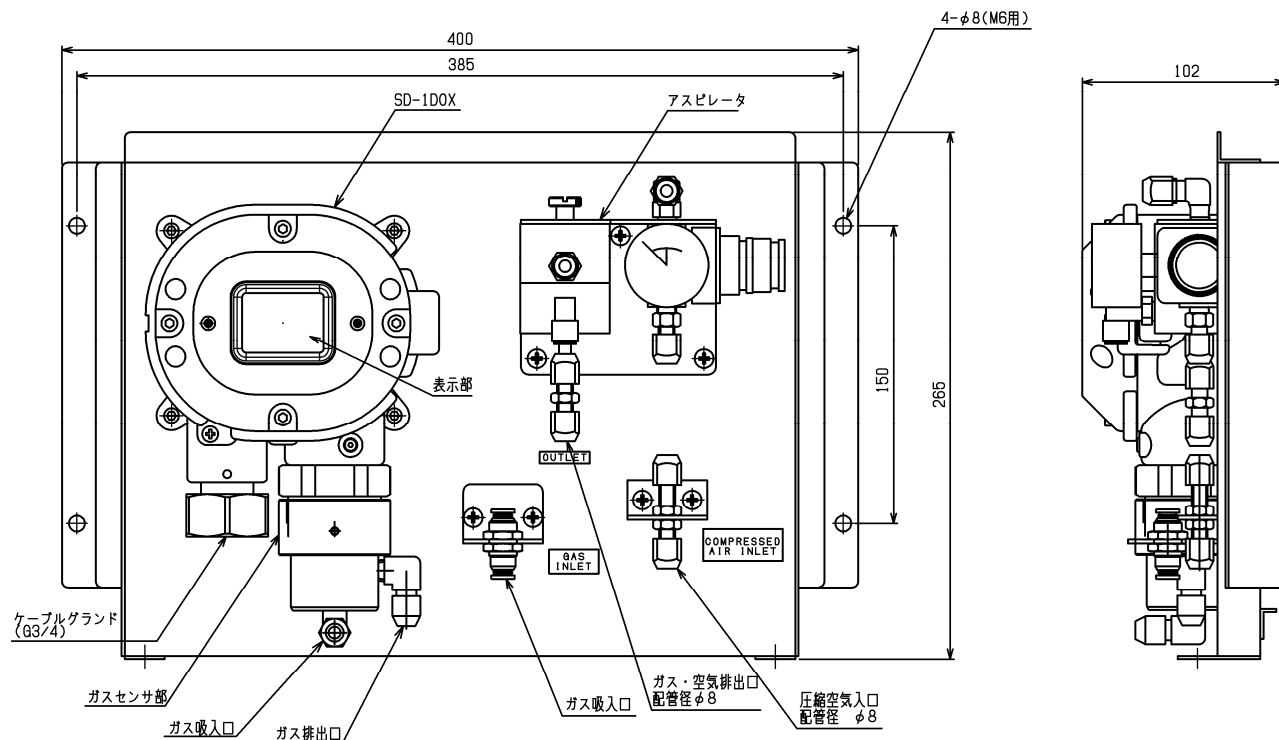 4-φ8(M6用)
400
385
102
SD-1DOX
アスピレータ
表示部
150
265
OUTLET
COMPRESSED
AIR INLET
GAS
INLET
ケーブルグランド
(G3/4)
ガスセンサ部
ガス吸入口
ガス排出口
ガス吸入口
ガス・空気排出口
配管径φ8
圧縮空気入口
配管径 φ8